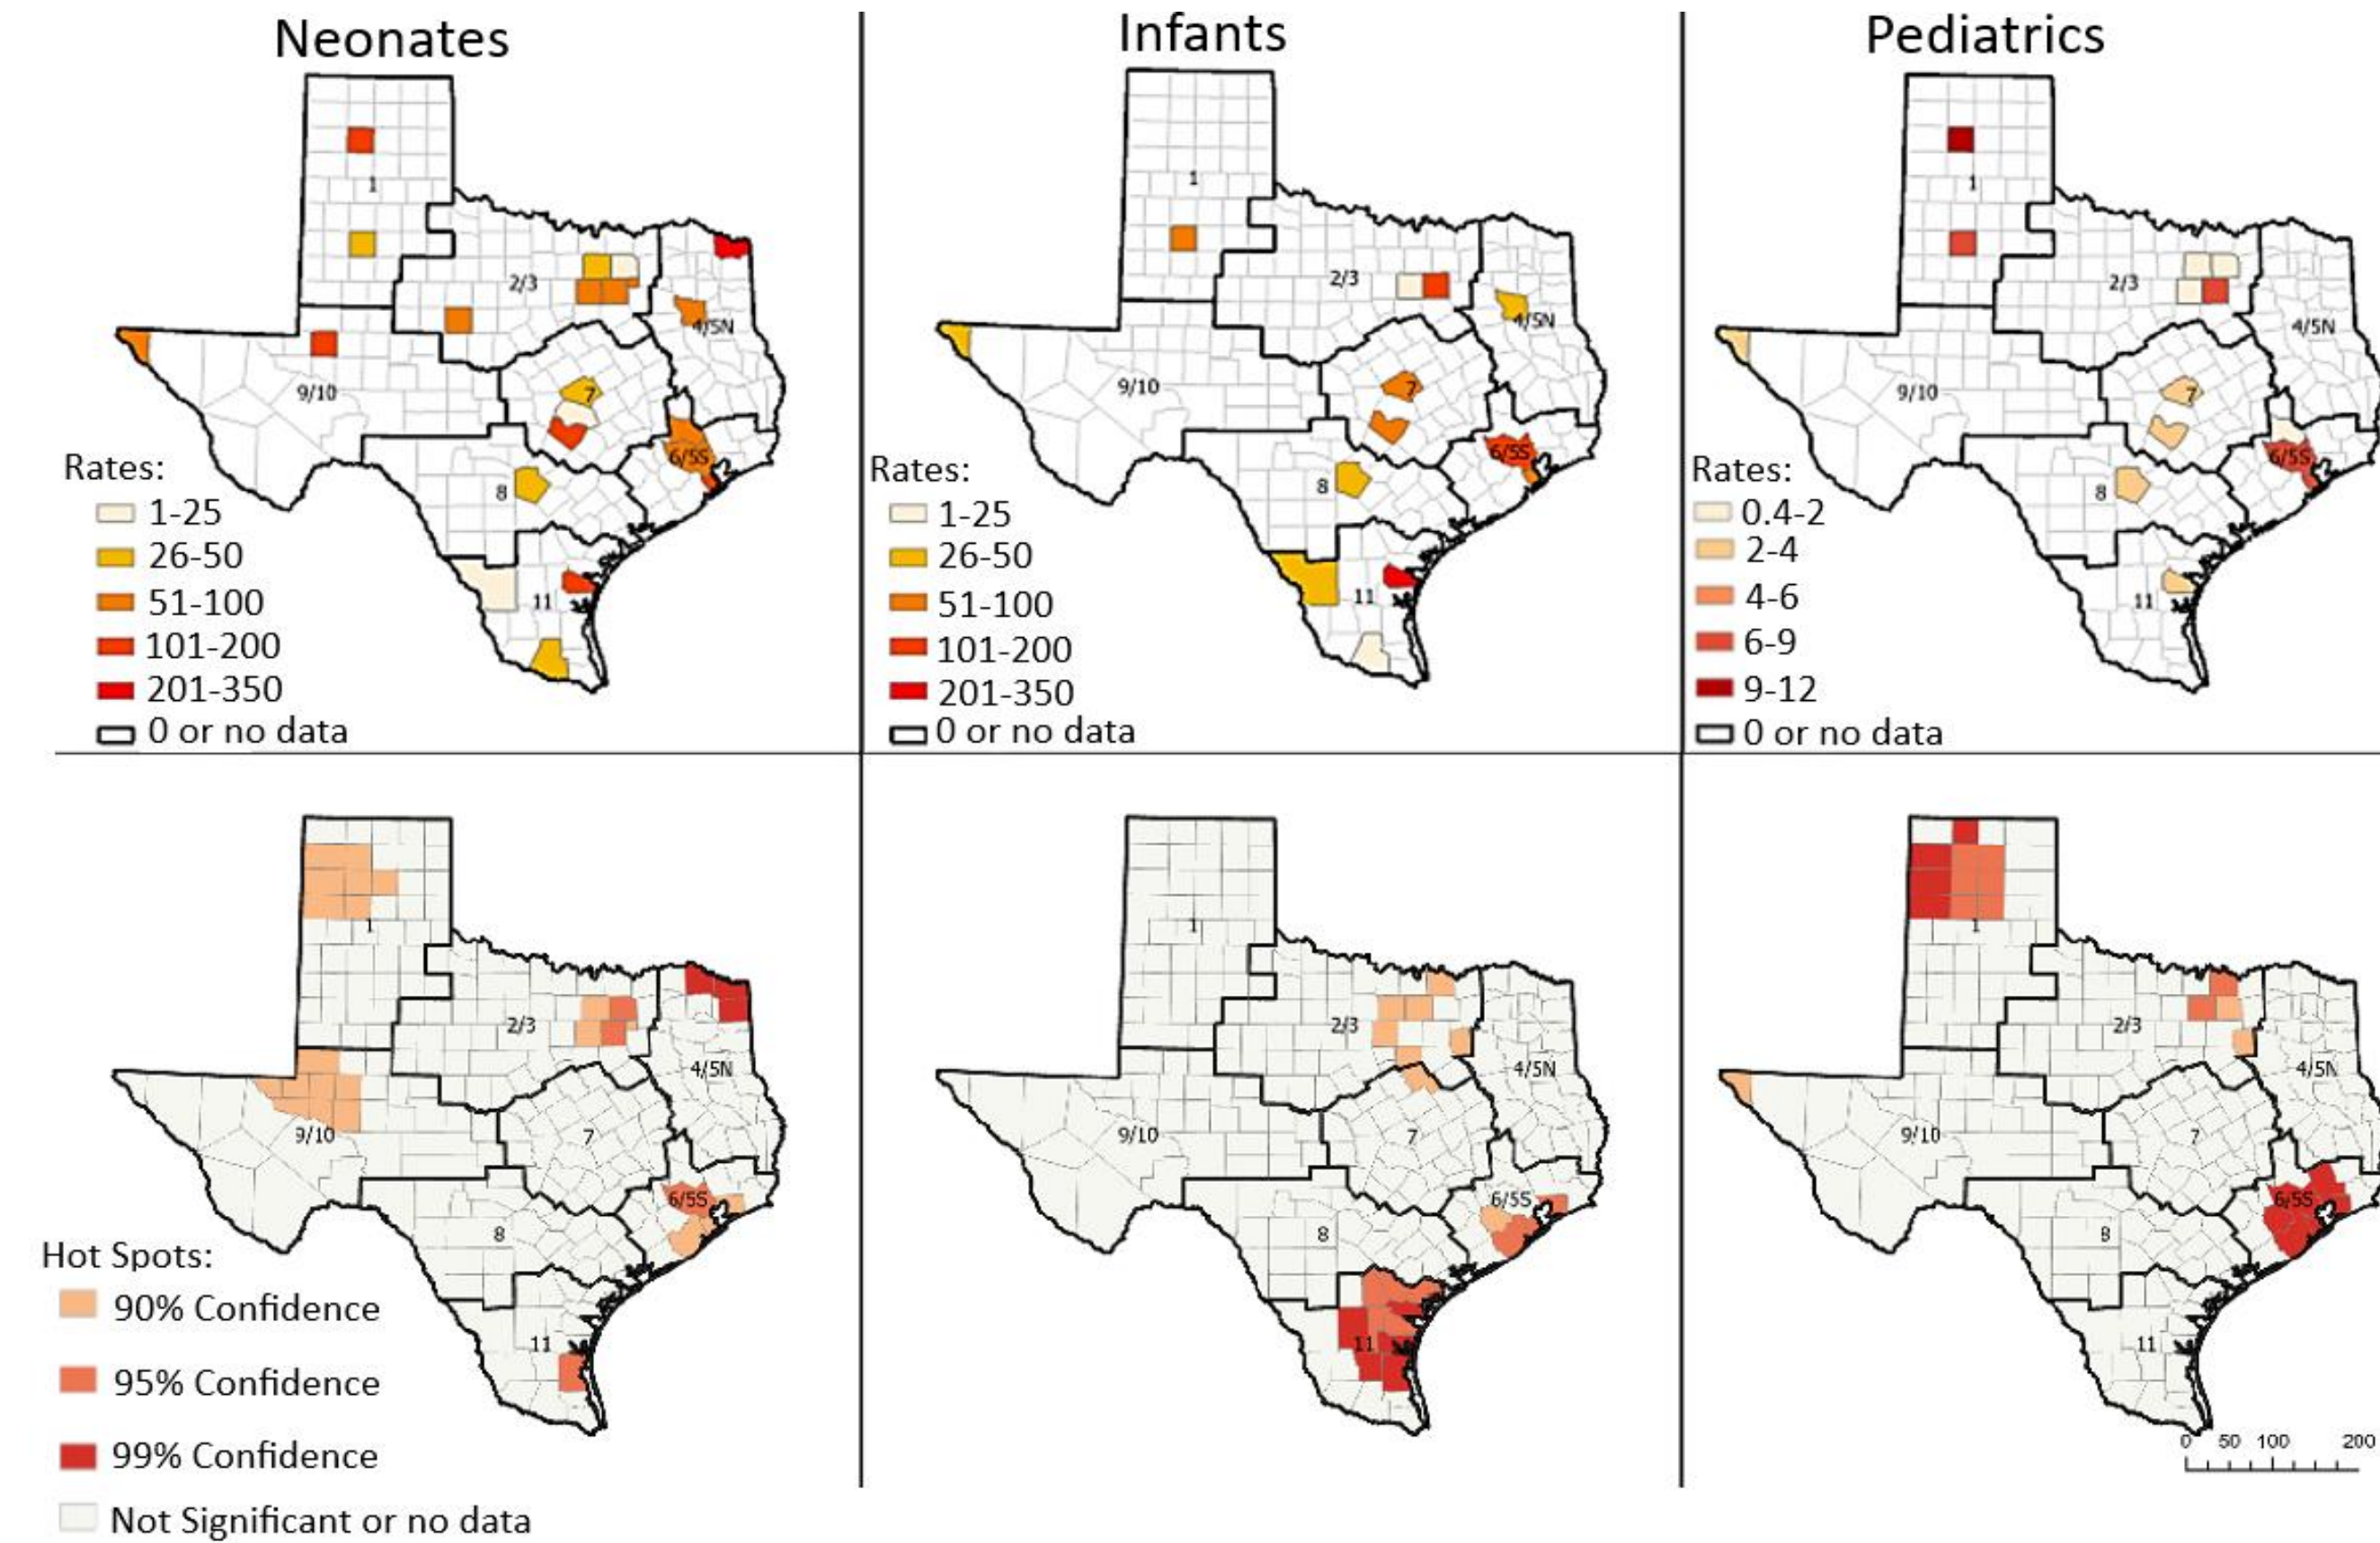 Neonates
Infants
Pediatrics
1
2/3
4/5N
9/10
7
6/5S
8
11
Rates:
1-25
26-50
51-100
101-200
201-350
0 or no data
1
2/3
4/5N
9/10
7
6/5S
8
11
Rates:
1-25
26-50
51-100
101-200
201-350
0 or no data
1
2/3
4/5N
9/10
7
6/5S
8
11
Rates:
0.4-2
2-4
4-6
6-9
9-12
0 or no data
1
2/3
4/5N
9/10
7
6/5S
8
11
Hot Spots:
90% Confidence
95% Confidence
99% Confidence
Not Significant or no data
1
2/3
4/5N
9/10
7
6/5S
8
11
1
2/3
4/5N
9/10
7
6/5S
8
11
0 50 100 200